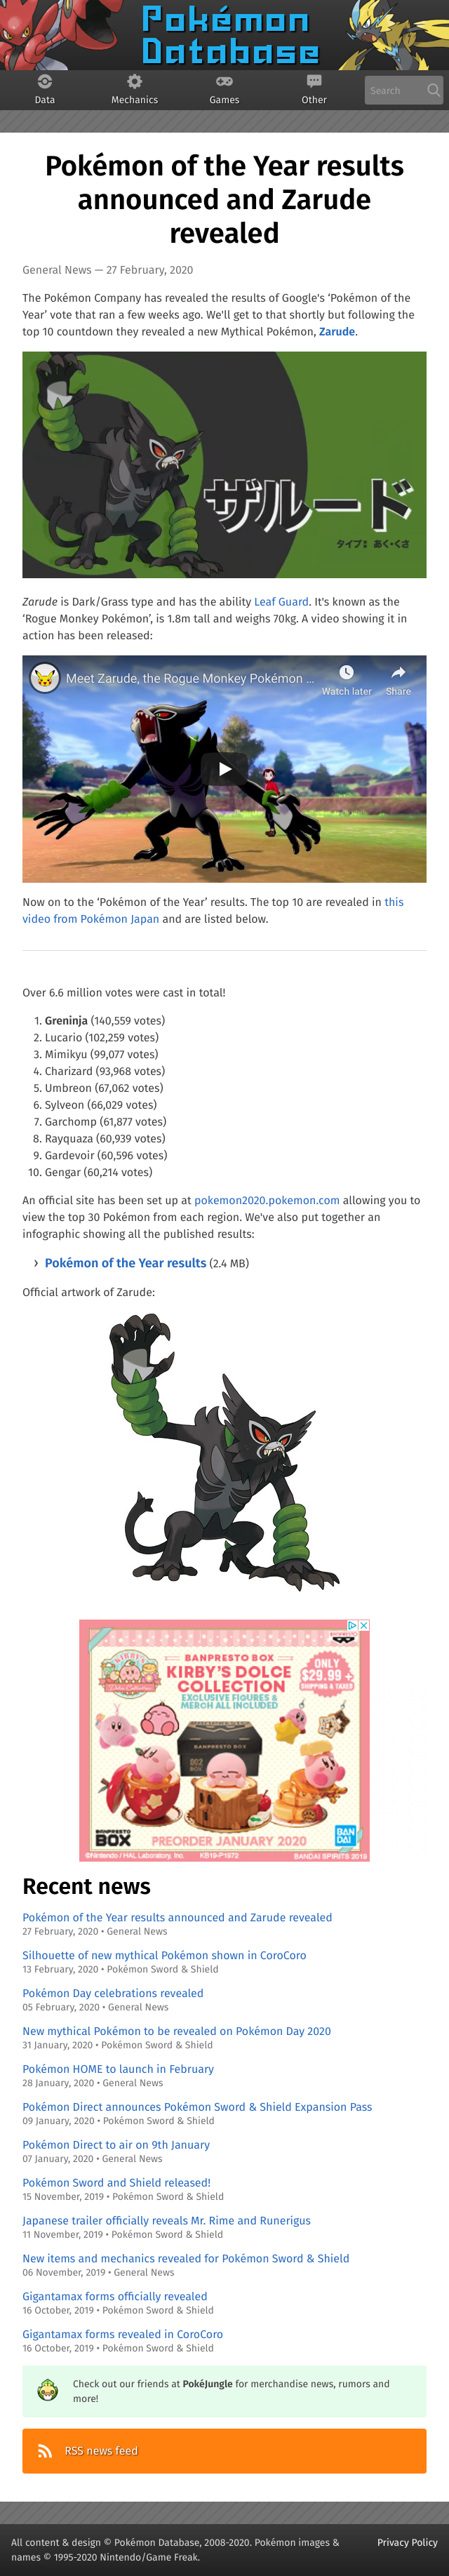 Pokémon
Database
Data
Mechanics
Games
Other
Search
Pokémon of the Year results
announced and Zarude
revealed
General News — 27 February, 2020
The Pokémon Company has revealed the results of Google's ‘Pokémon of the
Year’ vote that ran a few weeks ago. We'll get to that shortly but following the
top 10 countdown they revealed a new Mythical Pokémon, Zarude.
ザルード
タイプ：あく・くさ
Zarude is Dark/Grass type and has the ability Leaf Guard. It's known as the
‘Rogue Monkey Pokémon’, is 1.8m tall and weighs 70kg. A video showing it in
action has been released:
Meet Zarude, the Rogue Monkey Pokémon ...
Watch later
Share
Now on to the ‘Pokémon of the Year’ results. The top 10 are revealed in this
video from Pokémon Japan and are listed below.
Over 6.6 million votes were cast in total!
1. Greninja (140,559 votes)
2. Lucario (102,259 votes)
3. Mimikyu (99,077 votes)
4. Charizard (93,968 votes)
5. Umbreon (67,062 votes)
6. Sylveon (66,029 votes)
7. Garchomp (61,877 votes)
8. Rayquaza (60,939 votes)
9. Gardevoir (60,596 votes)
10. Gengar (60,214 votes)
An official site has been set up at pokemon2020.pokemon.com allowing you to
view the top 30 Pokémon from each region. We've also put together an
infographic showing all the published results:
› Pokémon of the Year results (2.4 MB)
Official artwork of Zarude:
BANPRESTO
BANPRESTO BOX
KIRBY'S DOLCE
COLLECTION
EXCLUSIVE FIGURES &
MERCH ALL INCLUDED
ONLY
$29.99 +
SHIPPING & TAXES
BANPRESTO
BOX
PREORDER JANUARY 2020
BAN
DAI
©Nintendo / HAL Laboratory, Inc. KB19-P1972 BANDAI SPIRITS 2019
Recent news
Pokémon of the Year results announced and Zarude revealed
27 February, 2020 • General News
Silhouette of new mythical Pokémon shown in CoroCoro
13 February, 2020 • Pokémon Sword & Shield
Pokémon Day celebrations revealed
05 February, 2020 • General News
New mythical Pokémon to be revealed on Pokémon Day 2020
31 January, 2020 • Pokémon Sword & Shield
Pokémon HOME to launch in February
28 January, 2020 • General News
Pokémon Direct announces Pokémon Sword & Shield Expansion Pass
09 January, 2020 • Pokémon Sword & Shield
Pokémon Direct to air on 9th January
07 January, 2020 • General News
Pokémon Sword and Shield released!
15 November, 2019 • Pokémon Sword & Shield
Japanese trailer officially reveals Mr. Rime and Runerigus
11 November, 2019 • Pokémon Sword & Shield
New items and mechanics revealed for Pokémon Sword & Shield
06 November, 2019 • General News
Gigantamax forms officially revealed
16 October, 2019 • Pokémon Sword & Shield
Gigantamax forms revealed in CoroCoro
16 October, 2019 • Pokémon Sword & Shield
Check out our friends at PokéJungle for merchandise news, rumors and
more!
RSS news feed
All content & design © Pokémon Database, 2008-2020. Pokémon images &
names © 1995-2020 Nintendo/Game Freak.
Privacy Policy